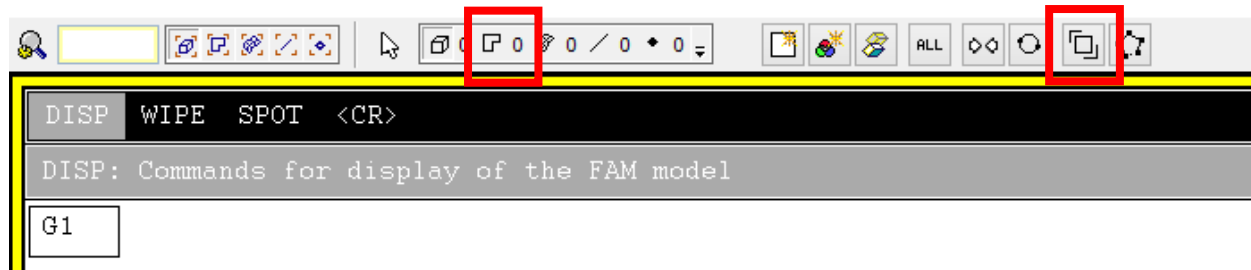 0 0 0 0 0 ALL
DISP WIPE SPOT <CR>
DISP: Commands for display of the FAM model
G1